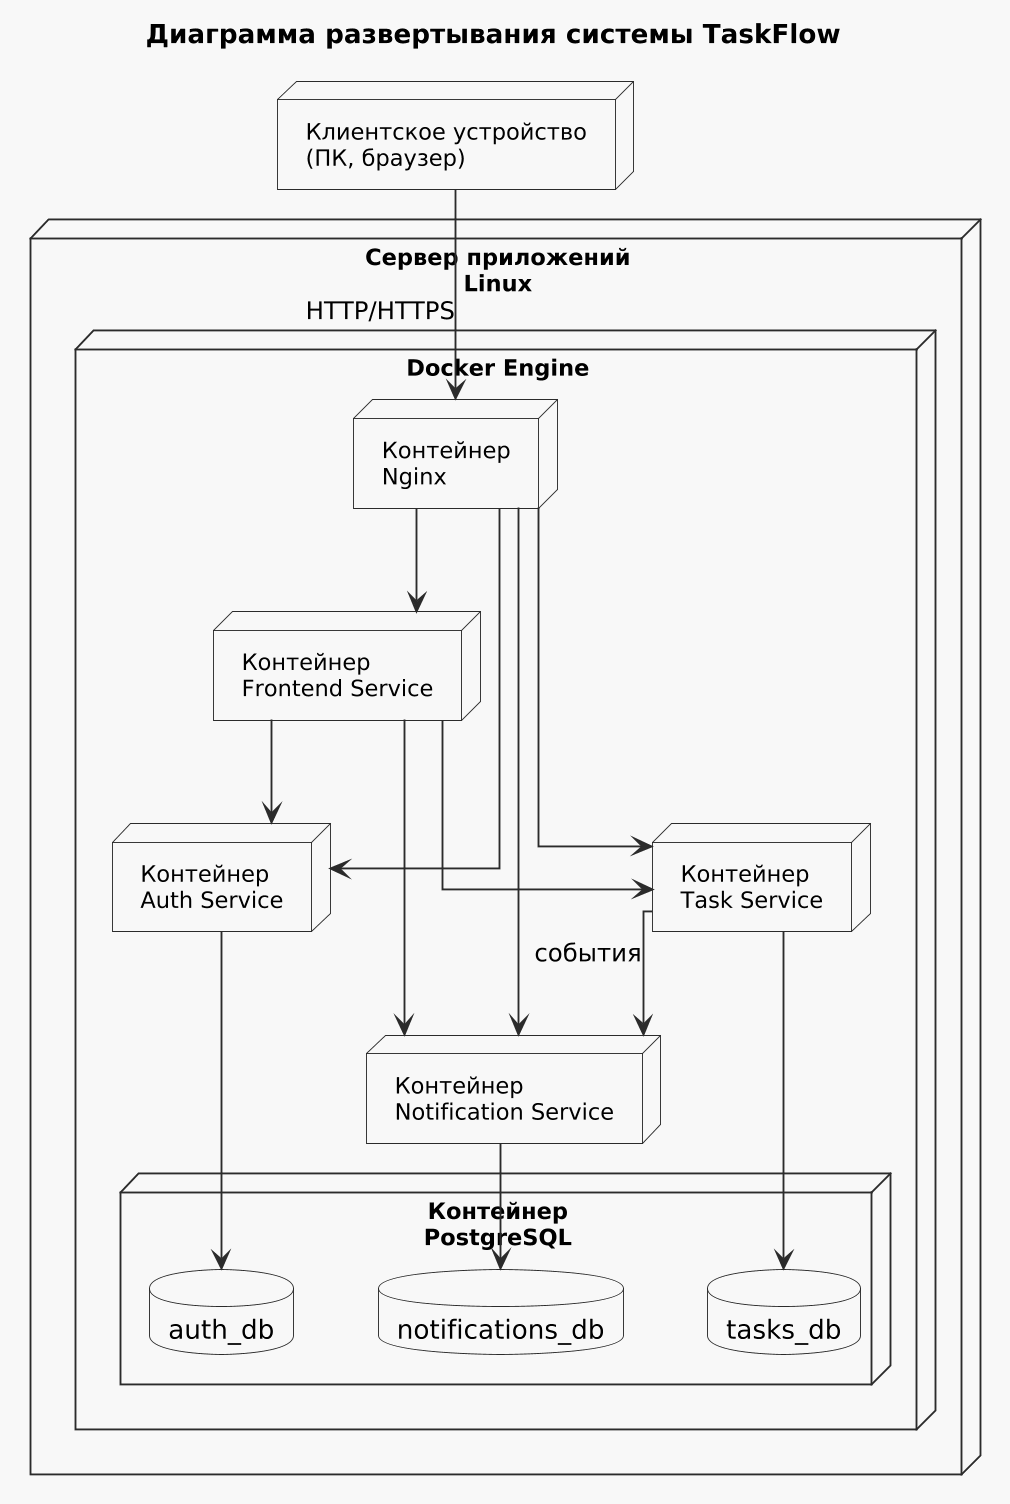 Диаграмма развертывания системы TaskFlow
Клиентское устройство
(ПК, браузер)
Сервер приложений
Linux
HTTP/HTTPS
Docker Engine
Контейнер
Nginx
Контейнер
Frontend Service
Контейнер
Auth Service
Контейнер
Task Service
события
Контейнер
Notification Service
Контейнер
PostgreSQL
auth_db
notifications_db
tasks_db